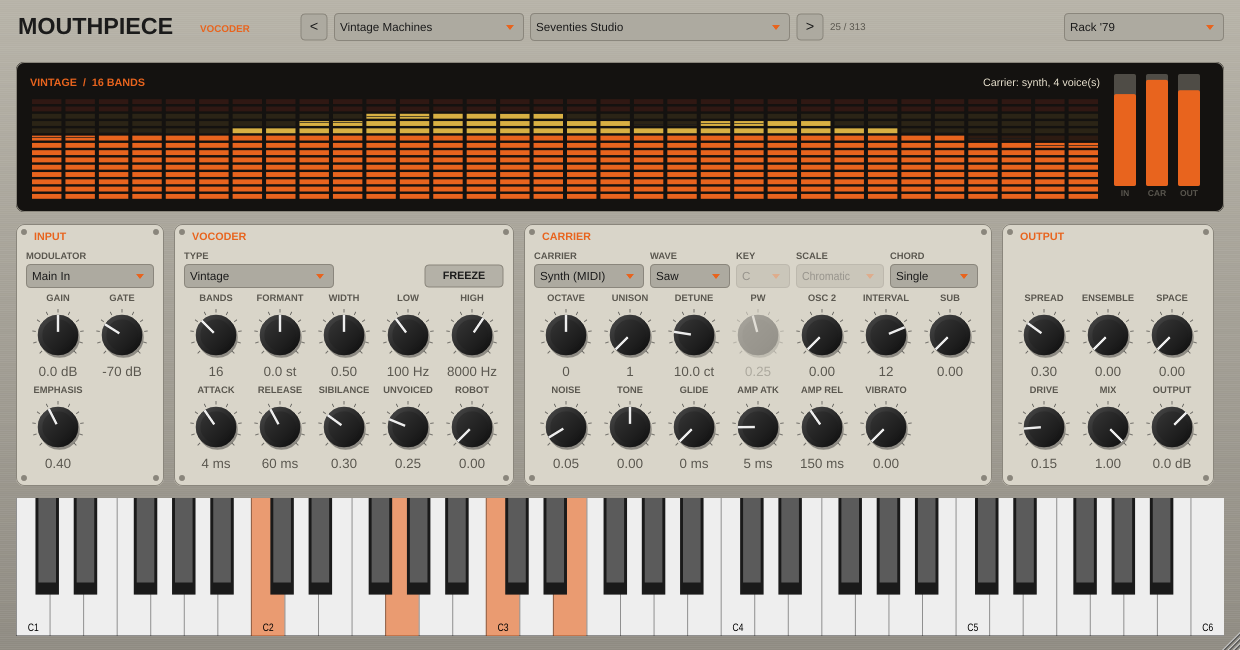 MOUTHPIECE VOCODER < Vintage Machines Seventies Studio > 25 / 313 Rack '79
VINTAGE / 16 BANDS Carrier: synth, 4 voice(s)
IN CAR OUT
INPUT
MODULATOR
Main In
GAIN GATE
0.0 dB -70 dB
EMPHASIS
0.40
VOCODER
TYPE
Vintage FREEZE
BANDS FORMANT WIDTH LOW HIGH
16 0.0 st 0.50 100 Hz 8000 Hz
ATTACK RELEASE SIBILANCE UNVOICED ROBOT
4 ms 60 ms 0.30 0.25 0.00
CARRIER
CARRIER WAVE KEY SCALE CHORD
Synth (MIDI) Saw C Chromatic Single
OCTAVE UNISON DETUNE PW OSC 2 INTERVAL SUB
0 1 10.0 ct 0.25 0.00 12 0.00
NOISE TONE GLIDE AMP ATK AMP REL VIBRATO
0.05 0.00 0 ms 5 ms 150 ms 0.00
OUTPUT
SPREAD ENSEMBLE SPACE
0.30 0.00 0.00
DRIVE MIX OUTPUT
0.15 1.00 0.0 dB
C1 C2 C3 C4 C5 C6